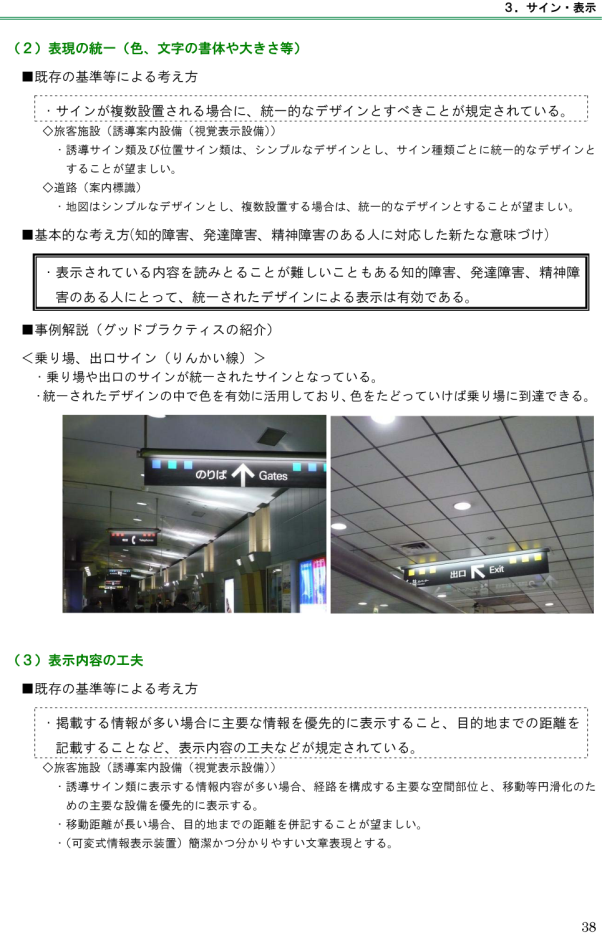 ３．サイン・表示
（２）表現の統一（色、文字の書体や大きさ等）
■既存の基準等による考え方
・サインが複数設置される場合に、統一的なデザインとすべきことが規定されている。
◇旅客施設（誘導案内設備（視覚表示設備））
・誘導サイン類及び位置サイン類は、シンプルなデザインとし、サイン種類ごとに統一的なデザインと
することが望ましい。
◇道路（案内標識）
・地図はシンプルなデザインとし、複数設置する場合は、統一的なデザインとすることが望ましい。
■基本的な考え方(知的障害、発達障害、精神障害のある人に対応した新たな意味づけ)
・表示されている内容を読みとることが難しいこともある知的障害、発達障害、精神障
害のある人にとって、統一されたデザインによる表示は有効である。
■事例解説（グッドプラクティスの紹介）
＜乗り場、出口サイン（りんかい線）＞
・乗り場や出口のサインが統一されたサインとなっている。
・統一されたデザインの中で色を有効に活用しており、色をたどっていけば乗り場に到達できる。
のりば Gates
出口 Exit
（３）表示内容の工夫
■既存の基準等による考え方
・掲載する情報が多い場合に主要な情報を優先的に表示すること、目的地までの距離を
記載することなど、表示内容の工夫などが規定されている。
◇旅客施設（誘導案内設備（視覚表示設備））
・誘導サイン類に表示する情報内容が多い場合、経路を構成する主要な空間部位と、移動等円滑化のた
めの主要な設備を優先的に表示する。
・移動距離が長い場合、目的地までの距離を併記することが望ましい。
・（可変式情報表示装置）簡潔かつ分かりやすい文章表現とする。
38